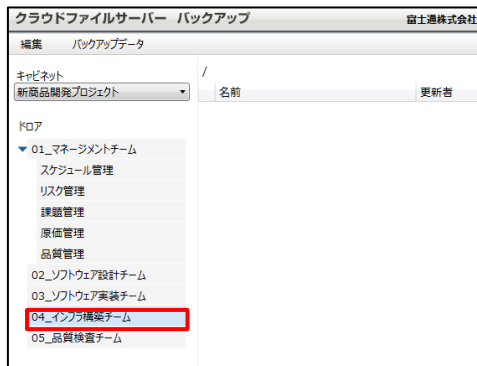 クラウドファイルサーバー バックアップ 富士通株式会社
編集 バックアップデータ
キャビネット
新商品開発プロジェクト
/
名前 更新者
ドロア
01_マネージメントチーム
スケジュール管理
リスク管理
課題管理
原価管理
品質管理
02_ソフトウェア設計チーム
03_ソフトウェア実装チーム
04_インフラ構築チーム
05_品質検査チーム